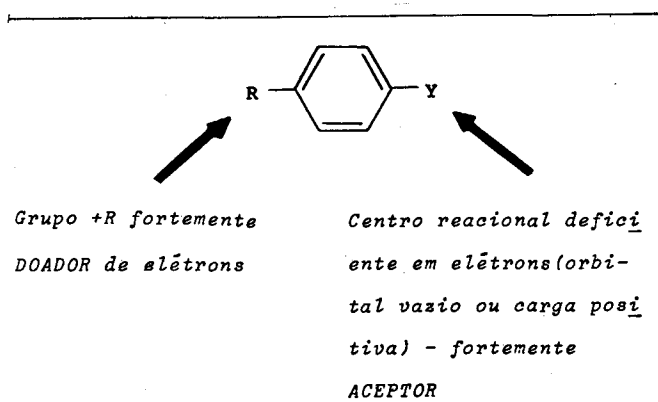 R
Y
Grupo +R fortemente
DOADOR de elétrons
Centro reacional defici
ente em elétrons(orbi-
tal vazio ou carga posi
tiva) - fortemente
ACEPTOR